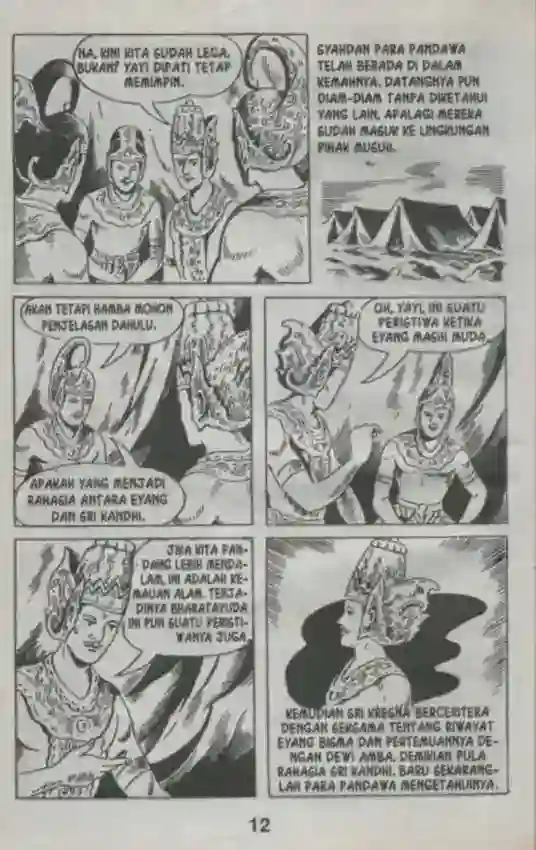 NA, KINI KITA SUDAH LEGA,
BUKAN? YAYI DIPATI TETAP
MEMIMPIN.
SYAHDAN PARA PANDAWA
TELAH BERADA DI DALAM
KEMAHNYA. DATANGNYA PUN
DIAM-DIAM TANPA DIKETAHUI
YANG LAIN, APALAGI MEREKA
SUDAH MASUK KE LINGKUNGAN
PIHAK MUSUH.
AKAN TETAPI HAMBA MOHON
PENJELASAN DAHULU.
APAKAH YANG MENJADI
RAHASIA ANTARA EYANG
DAN SRI KANDHI.
OH, YAYI, INI SUATU
PERISTIWA KETIKA
EYANG MASIH MUDA.
JIKA KITA PAN-
DANG LEBIH MENDA-
LAM, INI ADALAH KE-
MAUAN ALAM. TERJA-
DINYA BHARATAYUDA
INI PUN SUATU PERISTI-
WANYA JUGA.
KEMUDIAN SRI KRESNA BERCERITERA
DENGAN SEKSAMA TENTANG RIWAYAT
EYANG BISMA DAN PERTEMUANNYA DE-
NGAN DEWI AMBA. DEMIKIAN PULA
RAHASIA SRI KANDHI. BARU SEKARANG-
LAH PARA PANDAWA MENGETAHUINYA.
12